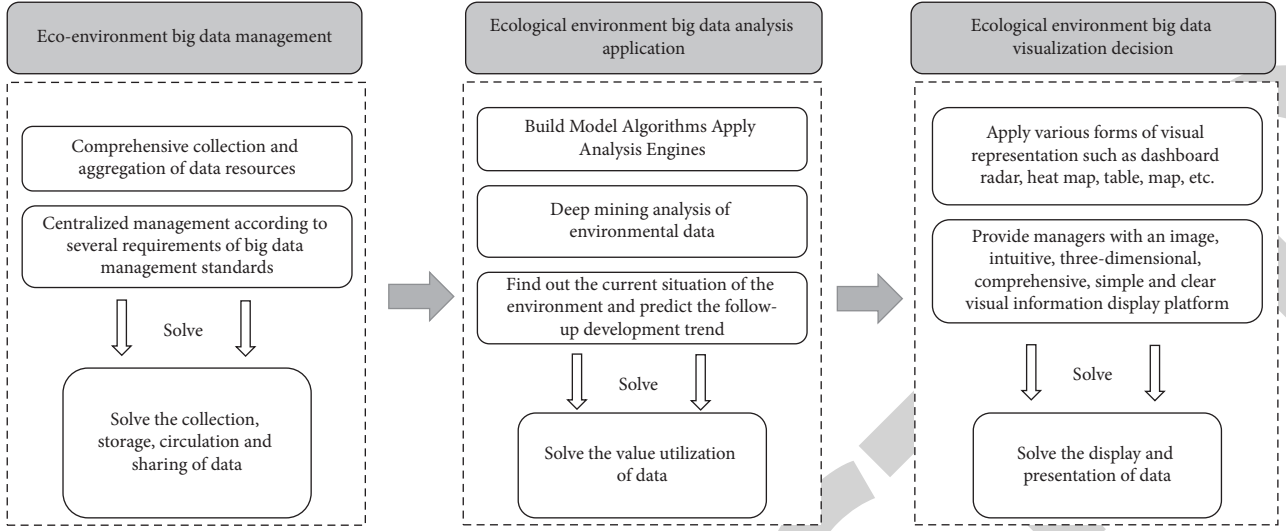 Eco-environment big data management
Comprehensive collection and
aggregation of data resources
Centralized management according to
several requirements of big data
management standards
Solve
Solve the collection,
storage, circulation and
sharing of data
Ecological environment big data analysis
application
Build Model Algorithms Apply
Analysis Engines
Deep mining analysis of
environmental data
Find out the current situation of the
environment and predict the follow-
up development trend
Solve
Solve the value utilization
of data
Ecological environment big data
visualization decision
Apply various forms of visual
representation such as dashboard
radar, heat map, table, map, etc.
Provide managers with an image,
intuitive, three-dimensional,
comprehensive, simple and clear
visual information display platform
Solve
Solve the display and
presentation of data